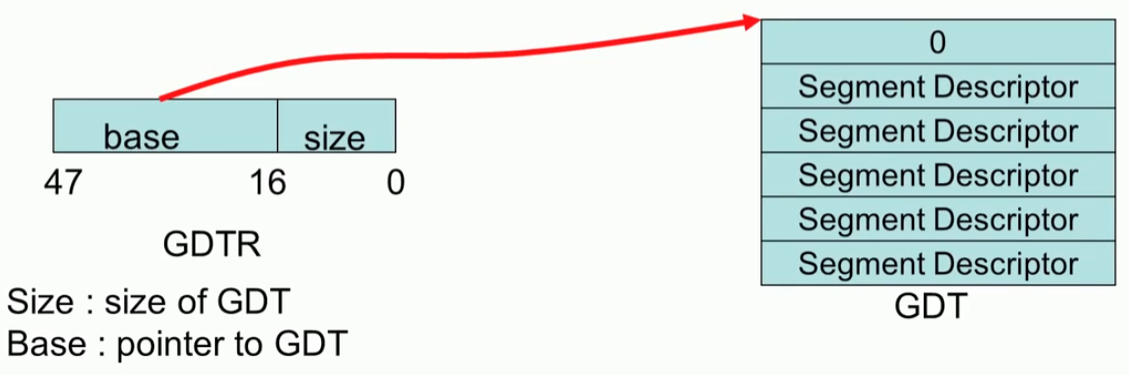 base size
47 16 0
GDTR
Size : size of GDT
Base : pointer to GDT
0
Segment Descriptor
Segment Descriptor
Segment Descriptor
Segment Descriptor
Segment Descriptor
GDT